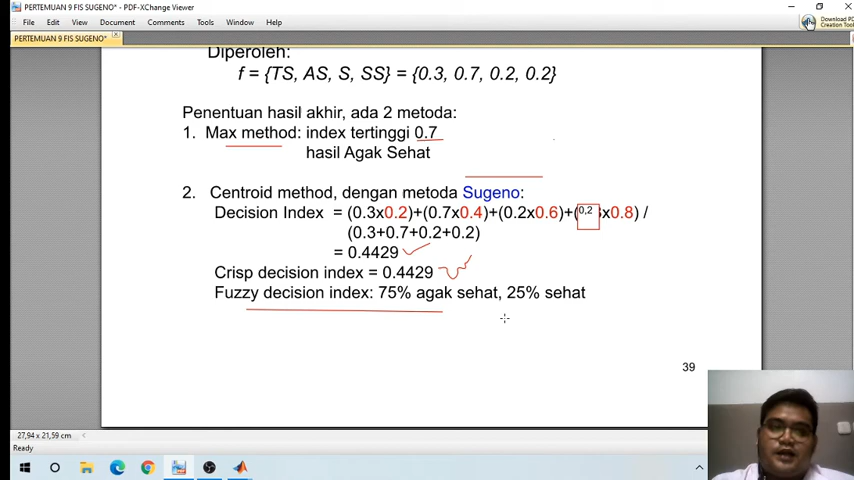 PERTEMUAN 9 FIS SUGENO* - PDF-XChange Viewer
File Edit View Document Comments Tools Window Help
Download PD
Creation Tool
PERTEMUAN 9 FIS SUGENO*
Diperoleh:
f = {TS, AS, S, SS} = {0.3, 0.7, 0.2, 0.2}
Penentuan hasil akhir, ada 2 metoda:
1. Max method: index tertinggi 0.7
hasil Agak Sehat
2. Centroid method, dengan metoda Sugeno:
Decision Index = (0.3x0.2)+(0.7x0.4)+(0.2x0.6)+(0,2x0.8) /
(0.3+0.7+0.2+0.2)
= 0.4429
Crisp decision index = 0.4429
Fuzzy decision index: 75% agak sehat, 25% sehat
39
27,94 x 21,59 cm
Ready